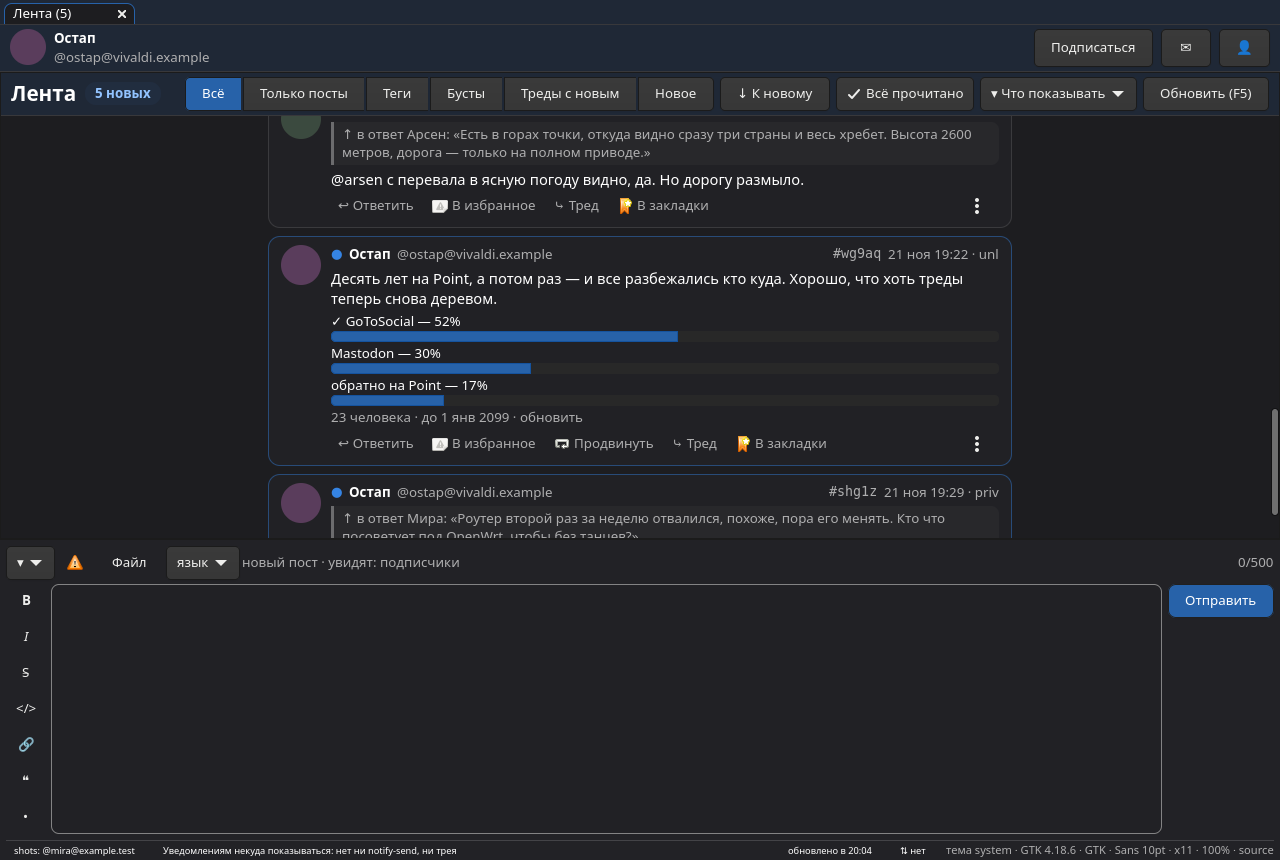 Лента (5)
Остап
@ostap@vivaldi.example
Подписаться
Лента 5 новых Всё Только посты Теги Бусты Треды с новым Новое ↓ К новому ✓ Всё прочитано ▾ Что показывать Обновить (F5)
↑ в ответ Арсен: «Есть в горах точки, откуда видно сразу три страны и весь хребет. Высота 2600
метров, дорога — только на полном приводе.»
@arsen с перевала в ясную погоду видно, да. Но дорогу размыло.
↩ Ответить В избранное ⤷ Тред В закладки
Остап @ostap@vivaldi.example #wg9aq 21 ноя 19:22 · unl
Десять лет на Point, а потом раз — и все разбежались кто куда. Хорошо, что хоть треды
теперь снова деревом.
✓ GoToSocial — 52%
Mastodon — 30%
обратно на Point — 17%
23 человека · до 1 янв 2099 · обновить
↩ Ответить В избранное Продвинуть ⤷ Тред В закладки
Остап @ostap@vivaldi.example #shg1z 21 ноя 19:29 · priv
↑ в ответ Мира: «Роутер второй раз за неделю отвалился, похоже, пора его менять. Кто что
посоветует под OpenWrt, чтобы без танцев?»
▾ Файл язык новый пост · увидят: подписчики 0/500
B
Отправить
I
S
</>
❝
•
shots: @mira@example.test Уведомлениям некуда показываться: нет ни notify-send, ни трея обновлено в 20:04 ⇅ нет тема system · GTK 4.18.6 · GTK · Sans 10pt · x11 · 100% · source